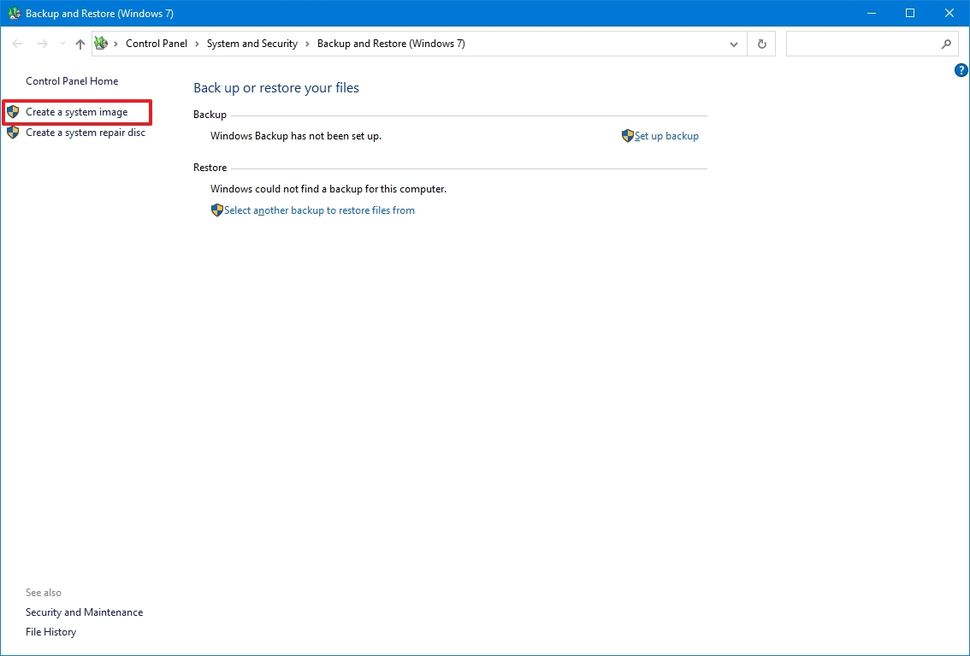 Backup and Restore (Windows 7)
Control Panel › System and Security › Backup and Restore (Windows 7)
?
Control Panel Home
Create a system image
Create a system repair disc
Back up or restore your files
Backup
Windows Backup has not been set up.
Set up backup
Restore
Windows could not find a backup for this computer.
Select another backup to restore files from
See also
Security and Maintenance
File History